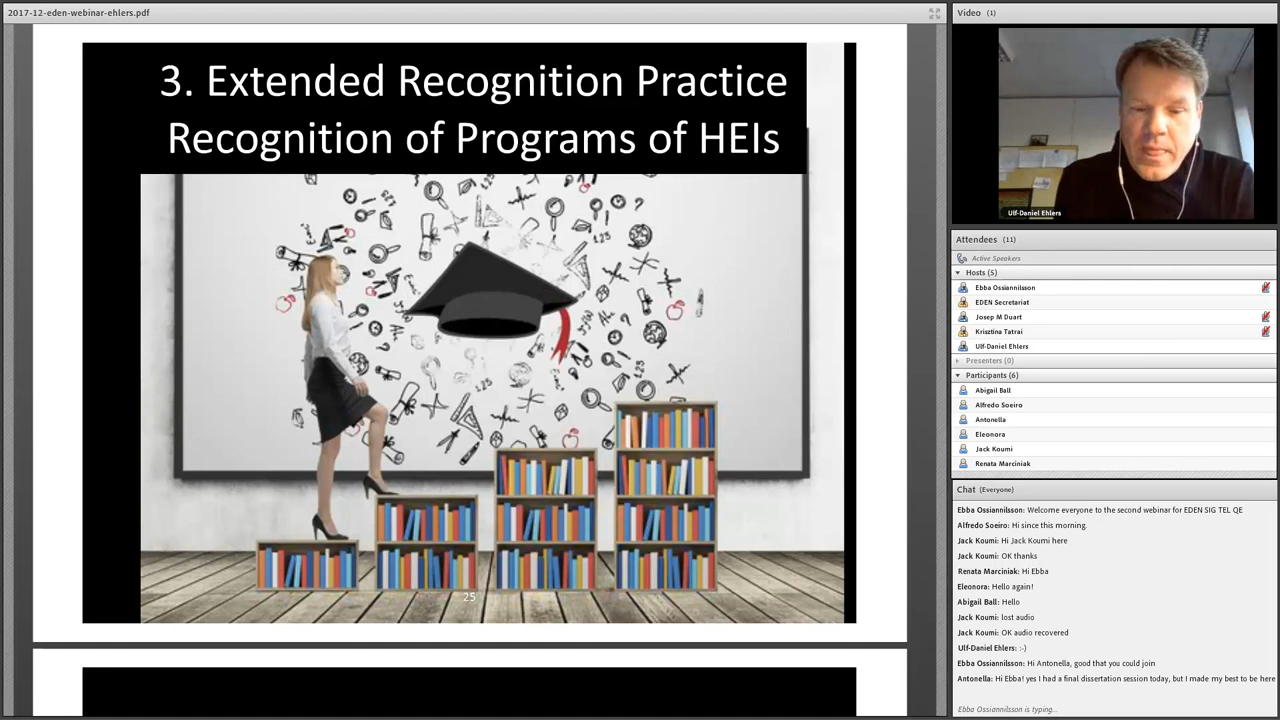 2017-12-eden-webinar-ehlers.pdf
3. Extended Recognition Practice
Recognition of Programs of HEIs
25
Video (1)
Ulf-Daniel Ehlers
Attendees (11)
Active Speakers
Hosts (5)
Ebba Ossiannilsson
EDEN Secretariat
Josep M Duart
Krisztina Tatrai
Ulf-Daniel Ehlers
Presenters (0)
Participants (6)
Abigail Ball
Alfredo Soeiro
Antonella
Eleonora
Jack Koumi
Renata Marciniak
Chat (Everyone)
Ebba Ossiannilsson: Welcome everyone to the second webinar for EDEN SIG TEL QE
Alfredo Soeiro: Hi since this morning.
Jack Koumi: Hi Jack Koumi here
Jack Koumi: OK thanks
Renata Marciniak: Hi Ebba
Eleonora: Hello again!
Abigail Ball: Hello
Jack Koumi: lost audio
Jack Koumi: OK audio recovered
Ulf-Daniel Ehlers: :-)
Ebba Ossiannilsson: Hi Antonella, good that you could join
Antonella: Hi Ebba! yes I had a final dissertation session today, but I made my best to be here
Ebba Ossiannilsson is typing...